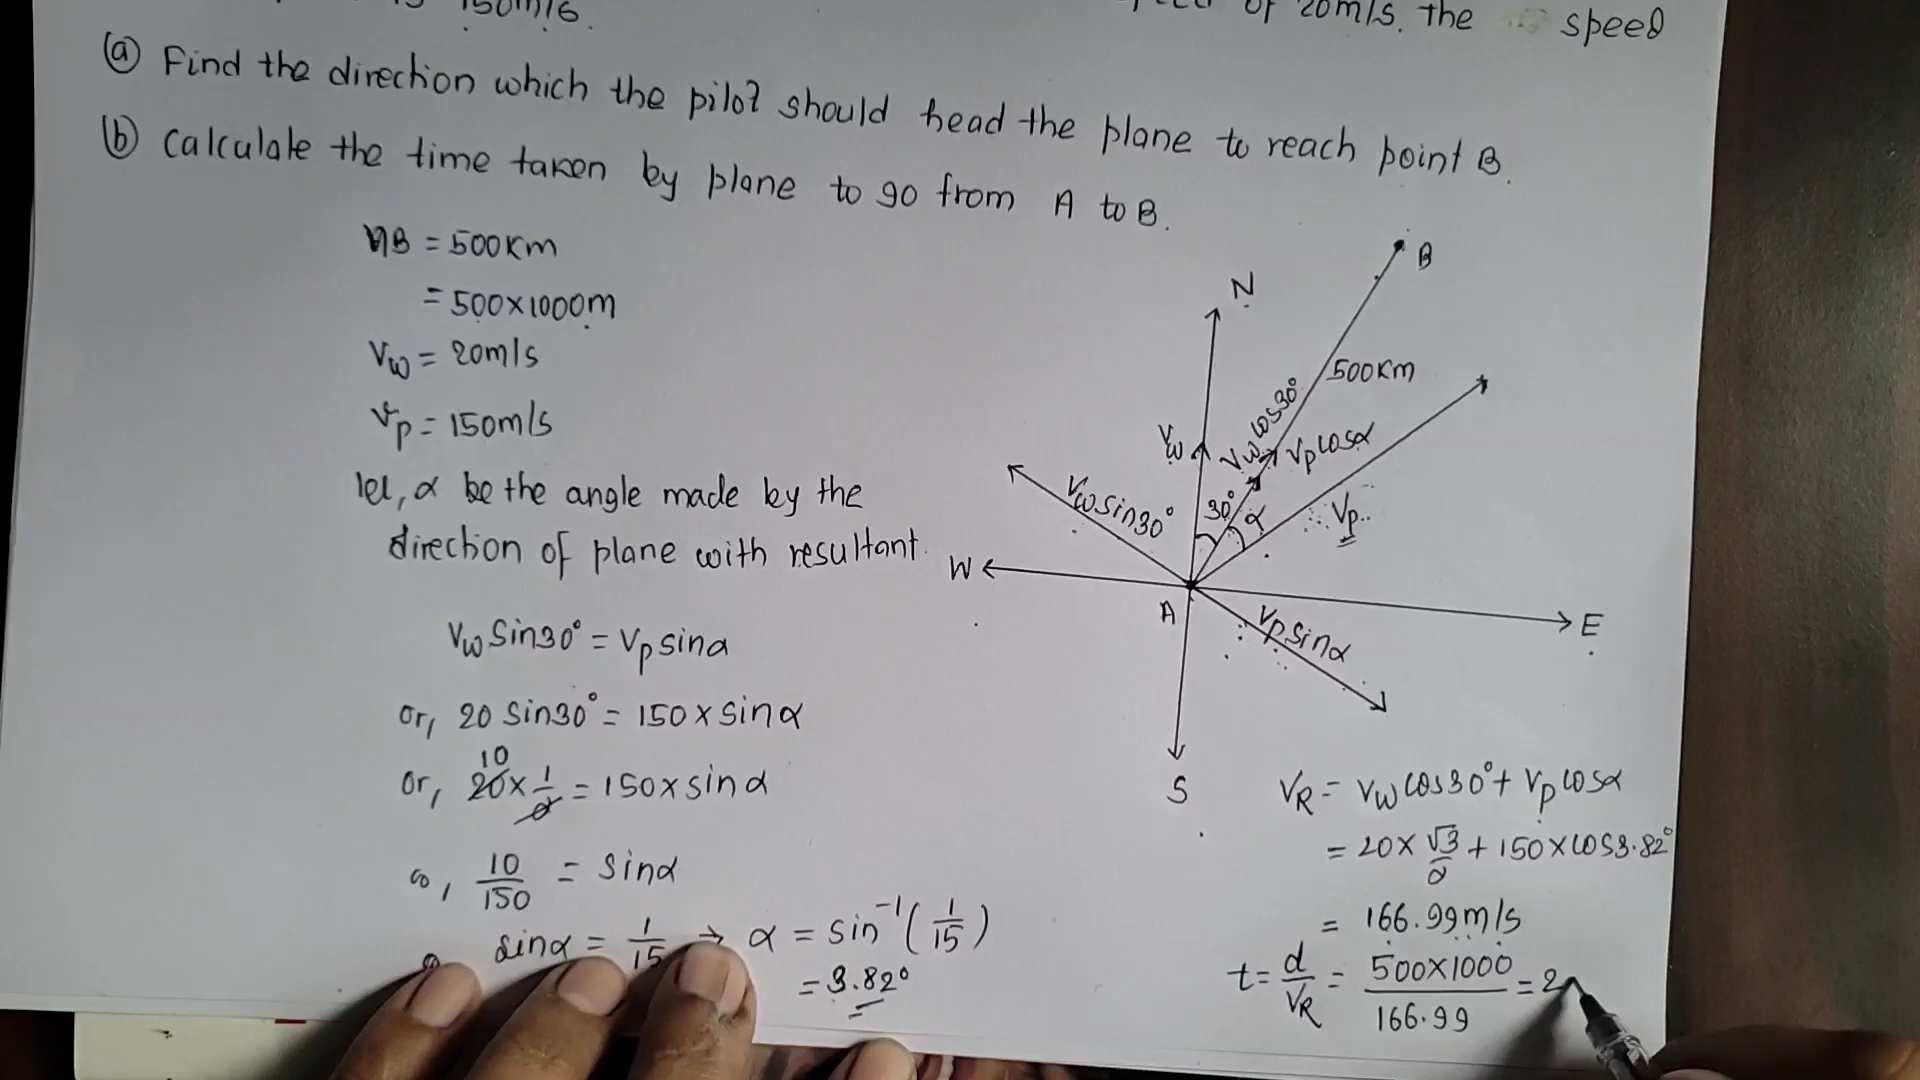 150m/s. speed of 20m/s. The speed
(a) Find the direction which the pilot should head the plane to reach point B.
(b) Calculate the time taken by plane to go from A to B.
AB = 500km
= 500×1000m
Vw = 20m/s
Vp = 150m/s
let, α be the angle made by the
direction of plane with resultant.
Vw Sin30° = Vp sinα
or, 20 Sin30° = 150 × sinα
10
or, 20 × 1/2 = 150 × sinα
or, 10/150 = sinα
sinα = 1/15 → α = sin⁻¹(1/15)
= 3.82°
N
B
500km
Vw
Vw cos30°
Vp cosα
Vw sin30°
30°
α
Vp
W
A
E
Vp sinα
S
VR = Vw cos30° + Vp cosα
= 20 × √3/2 + 150 × cos3.82°
= 166.99m/s
t = d/VR = 500×1000/166.99 = 2